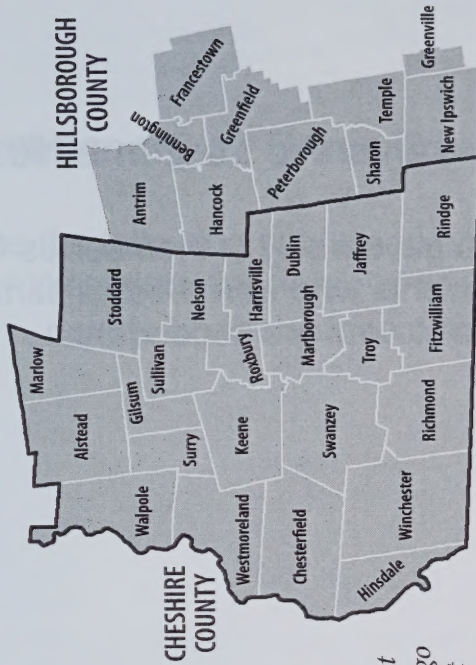 HILLSBOROUGH
COUNTY
CHESHIRE
COUNTY
Marlow
Stoddard
Antrim
Bennington
Francestown
Alstead
Gilsum
Sullivan
Nelson
Hancock
Greenfield
Walpole
Surry
Keene
Roxbury
Harrisville
Dublin
Peterborough
Westmoreland
Marlborough
Jaffrey
Sharon
Temple
Chesterfield
Swanzey
Troy
Greenville
Hinsdale
Winchester
Richmond
Fitzwilliam
Rindge
New Ipswich
t
go